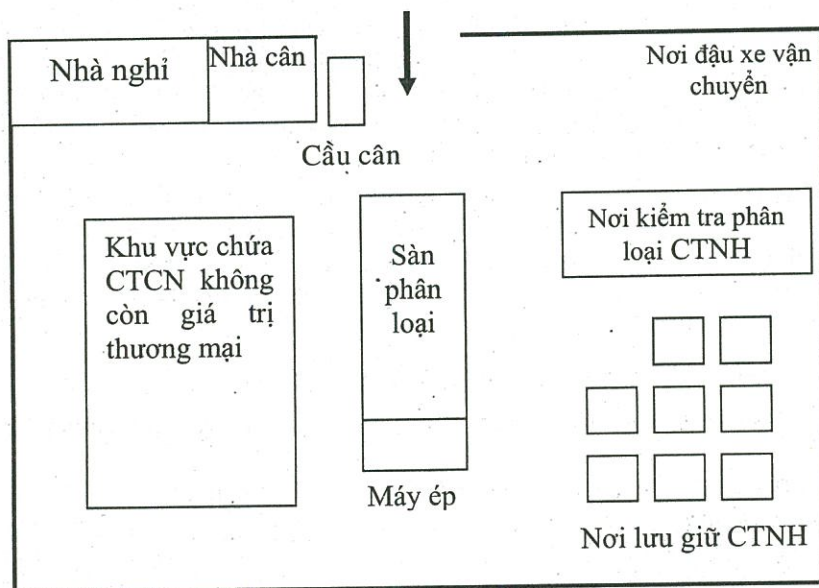 Nhà nghỉ
Nhà cân
Nơi đậu xe vận
chuyển
Cầu cân
Khu vực chứa
CTCN không
còn giá trị
thương mại
Sàn
phân
loại
Nơi kiểm tra phân
loại CTNH
Máy ép
Nơi lưu giữ CTNH